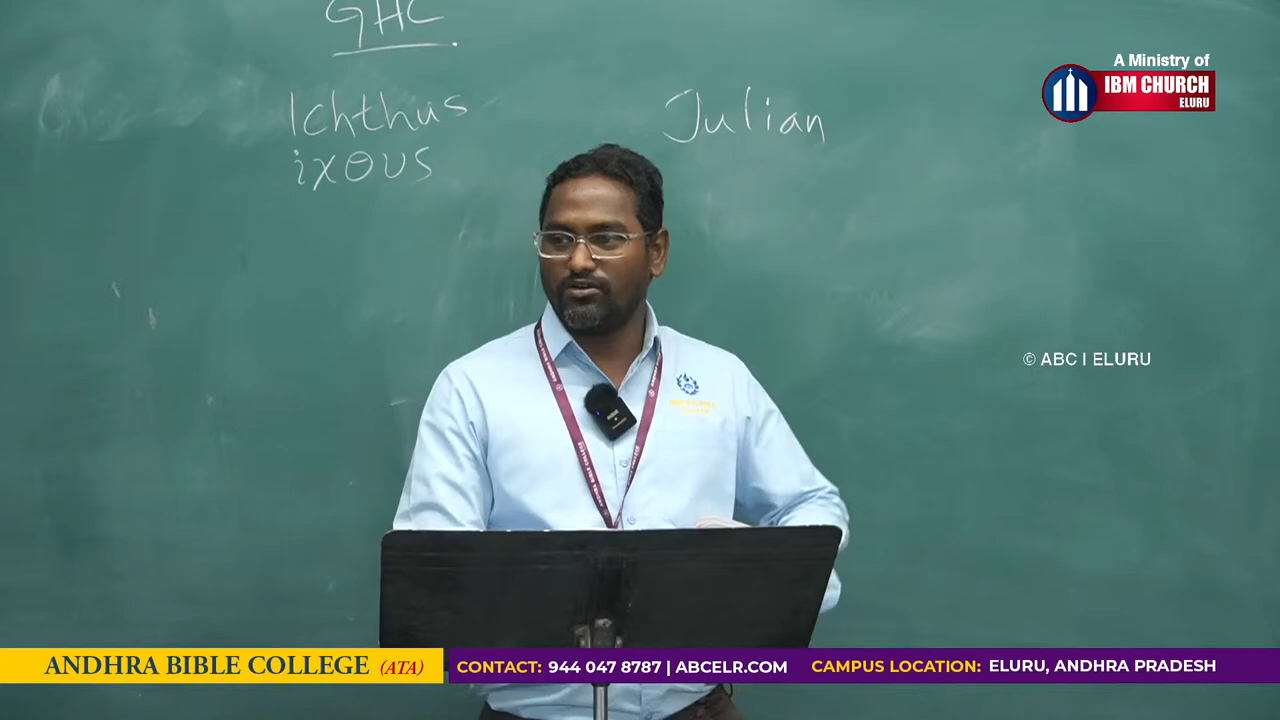 GHC
Ichthus
ixous
Julian
A Ministry of
IBM CHURCH
ELURU
© ABC I ELURU
ANDHRA BIBLE COLLEGE (ATA)
CONTACT: 944 047 8787 | ABCELR.COM
CAMPUS LOCATION: ELURU, ANDHRA PRADESH